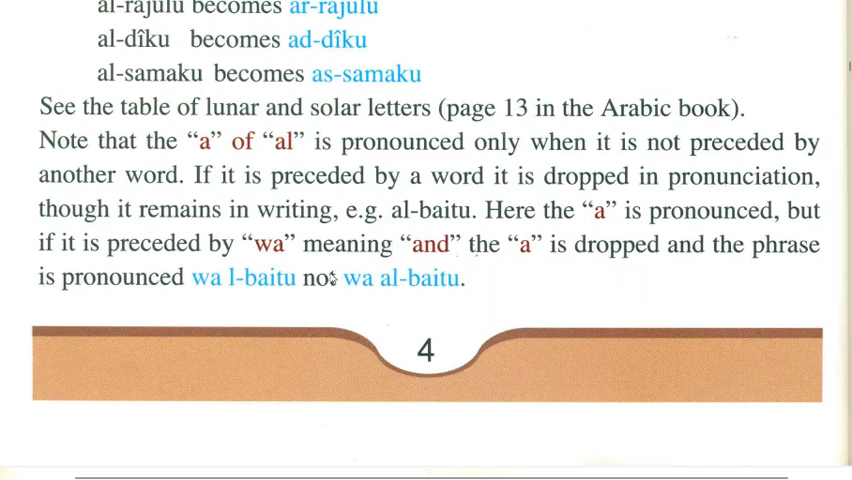 al-rajulu becomes ar-rajulu
al-dîku becomes ad-dîku
al-samaku becomes as-samaku
See the table of lunar and solar letters (page 13 in the Arabic book).
Note that the “a” of “al” is pronounced only when it is not preceded by
another word. If it is preceded by a word it is dropped in pronunciation,
though it remains in writing, e.g. al-baitu. Here the “a” is pronounced, but
if it is preceded by “wa” meaning “and” the “a” is dropped and the phrase
is pronounced wa l-baitu not wa al-baitu.
4